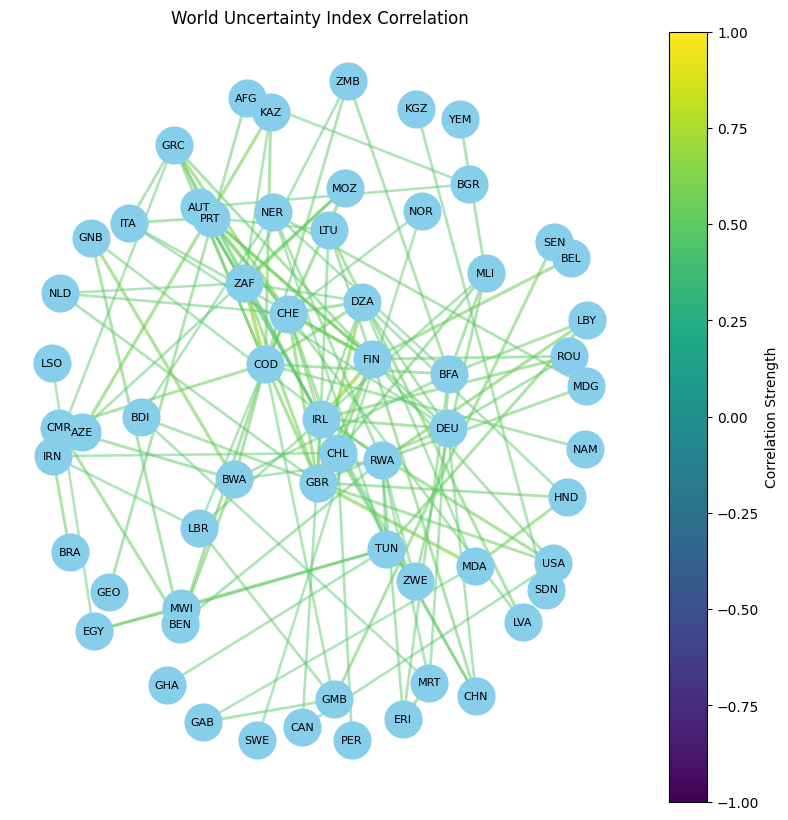 World Uncertainty Index Correlation
ZMB
AFG
KAZ
KGZ
YEM
GRC
MOZ
BGR
AUT
PRT
NER
NOR
ITA
LTU
GNB
SEN
BEL
MLI
ZAF
NLD
DZA
CHE
LBY
FIN
ROU
LSO
COD
BFA
MDG
BDI
IRL
CMR
AZE
DEU
IRN
CHL
RWA
NAM
BWA
GBR
HND
LBR
BRA
TUN
USA
MDA
ZWE
SDN
GEO
MWI
BEN
EGY
LVA
GHA
MRT
GMB
CHN
GAB
CAN
ERI
SWE
PER
1.00
0.75
0.50
0.25
0.00
−0.25
−0.50
−0.75
−1.00
Correlation Strength